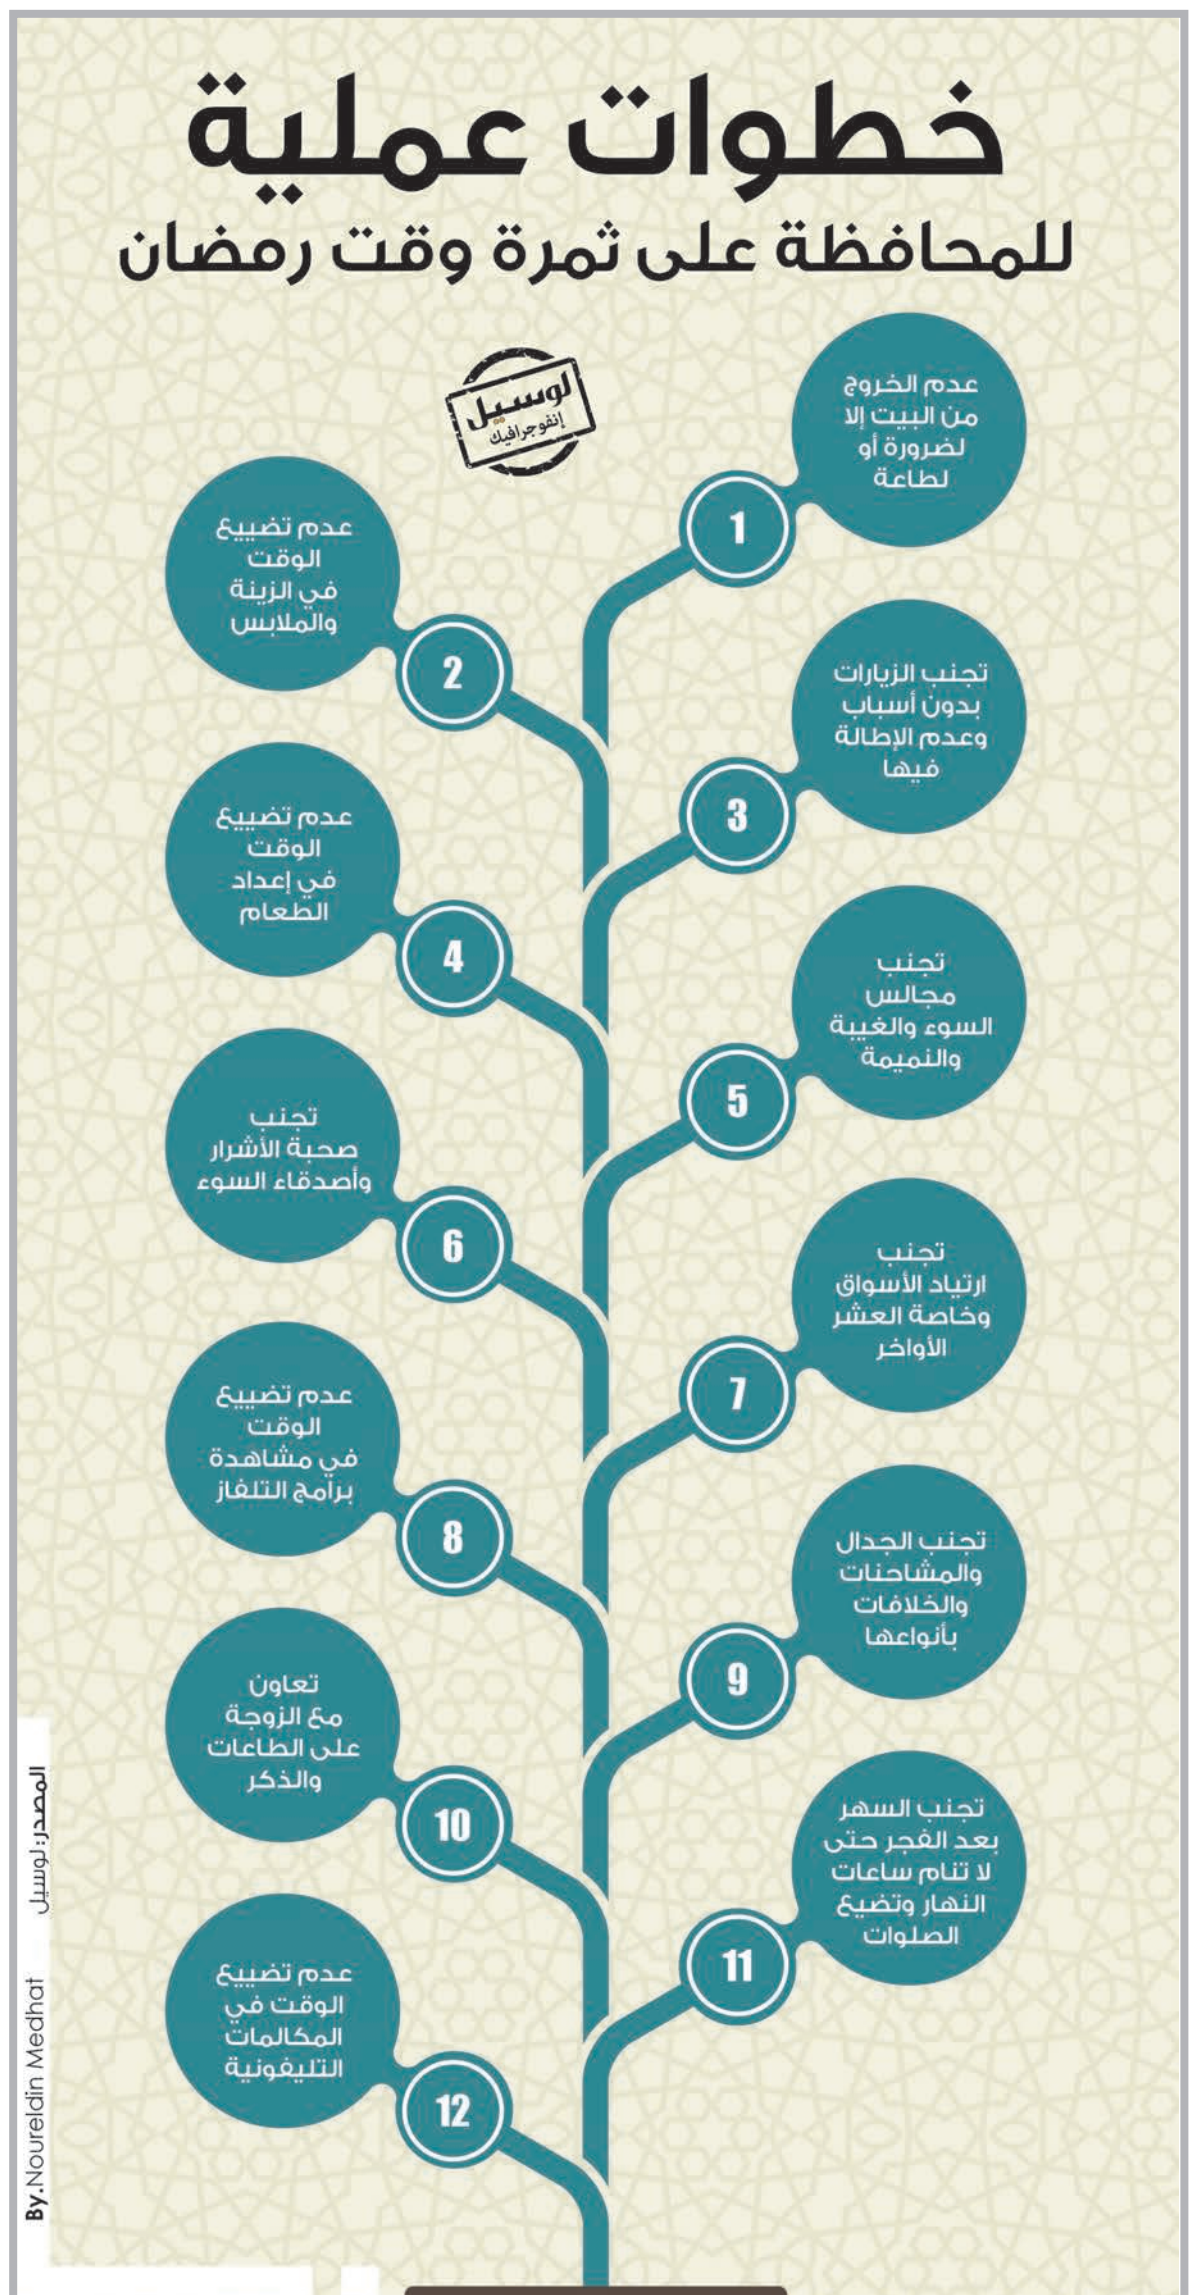 خطوات عملية
للمحافظة على ثمرة وقت رمضان
لوسيل
إنفوجرافيك
عدم الخروج
من البيت إلا
لضرورة أو
لطاعة
1
عدم تضييع
الوقت
في الزينة
والملابس
2
تجنب الزيارات
بدون أسباب
وعدم الإطالة
فيها
3
عدم تضييع
الوقت
في إعداد
الطعام
4
تجنب
مجالس
السوء والغيبة
والنميمة
5
تجنب
صحبة الأشرار
وأصدقاء السوء
6
تجنب
ارتياد الأسواق
وخاصة العشر
الأواخر
7
عدم تضييع
الوقت
في مشاهدة
برامج التلفاز
8
تجنب الجدال
والمشاحنات
والخلافات
بأنواعها
9
تعاون
مع الزوجة
على الطاعات
والذكر
10
تجنب السهر
بعد الفجر حتى
لا تنام ساعات
النهار وتضيع
الصلوات
11
عدم تضييع
الوقت في
المكالمات
التليفونية
12
المصدر: لوسيل
By.Noureldin Medhat